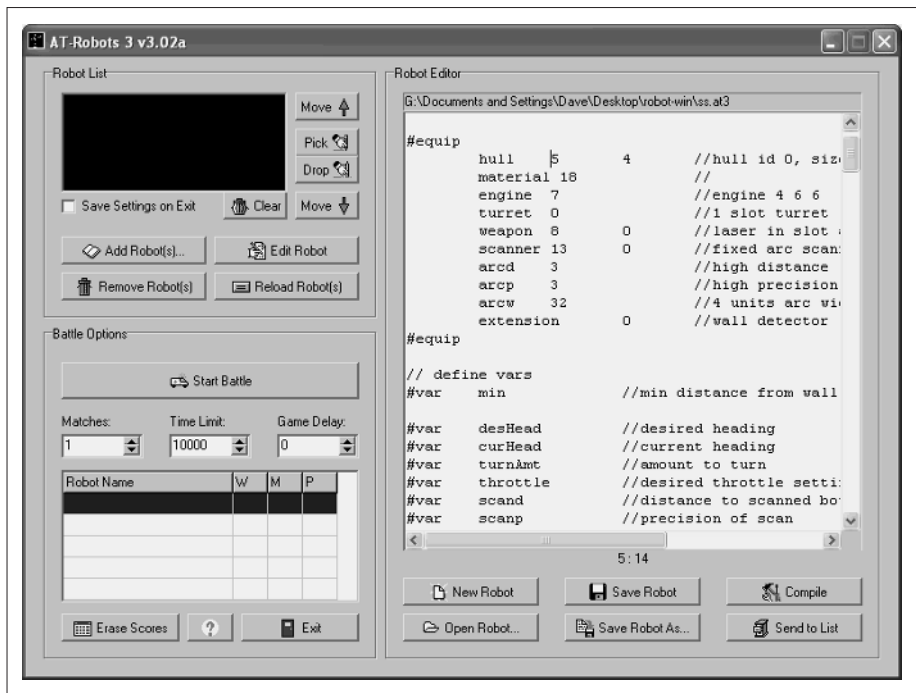 AT-Robots 3 v3.02a
Robot List
Move
Pick
Drop
Save Settings on Exit
Clear
Move
Add Robot(s)...
Edit Robot
Remove Robot(s)
Reload Robot(s)
Battle Options
Start Battle
Matches:
Time Limit:
Game Delay:
1
10000
0
Robot Name W M P
Erase Scores
?
Exit
Robot Editor
G:\Documents and Settings\Dave\Desktop\robot-win\ss.at3
#equip
hull 5 4 //hull id 0, siz
material 18 //
engine 7 //engine 4 6 6
turret 0 //1 slot turret
weapon 8 0 //laser in slot
scanner 13 0 //fixed arc scan
arcd 3 //high distance
arcp 3 //high precision
arcw 32 //4 units arc wi
extension 0 //wall detector
#equip
// define vars
#var min //min distance from wall
#var desHead //desired heading
#var curHead //current heading
#var turnAmt //amount to turn
#var throttle //desired throttle setti
#var scand //distance to scanned bo
#var scanp //precision of scan
5:14
New Robot
Save Robot
Compile
Open Robot...
Save Robot As...
Send to List